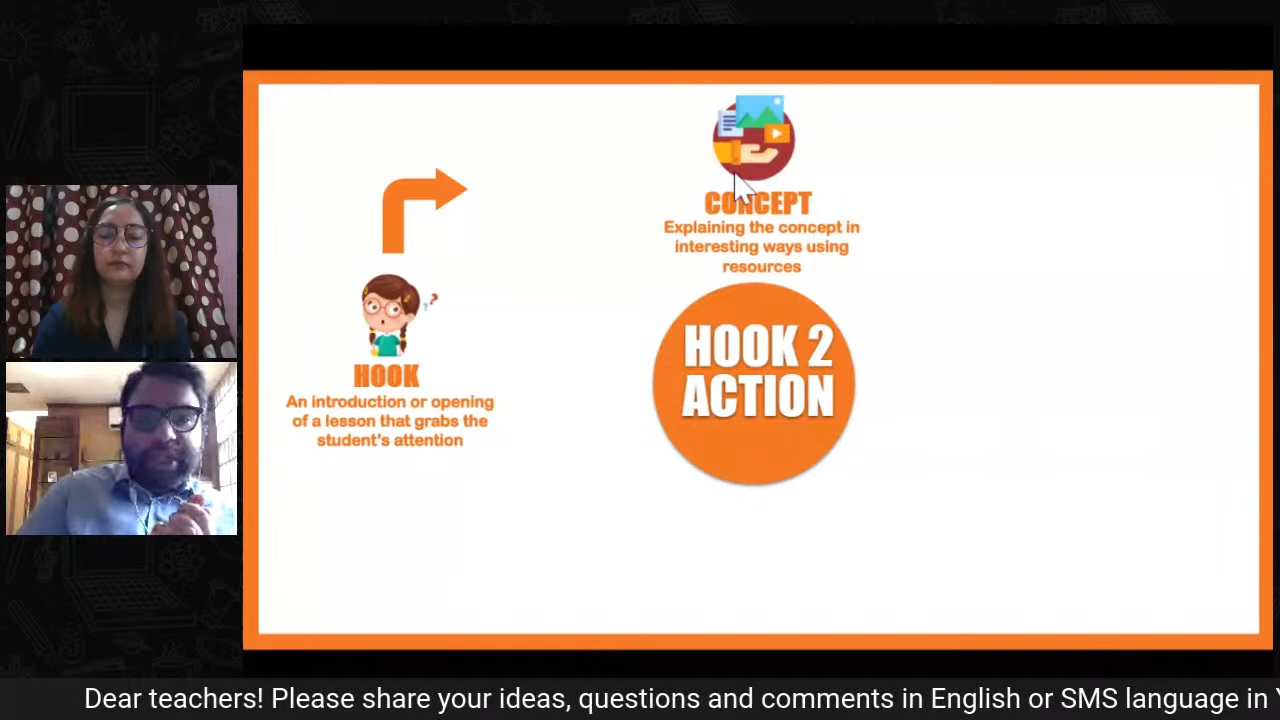 CONCEPT
Explaining the concept in
interesting ways using
resources
HOOK
An introduction or opening
of a lesson that grabs the
student's attention
HOOK 2
ACTION
Dear teachers! Please share your ideas, questions and comments in English or SMS language in